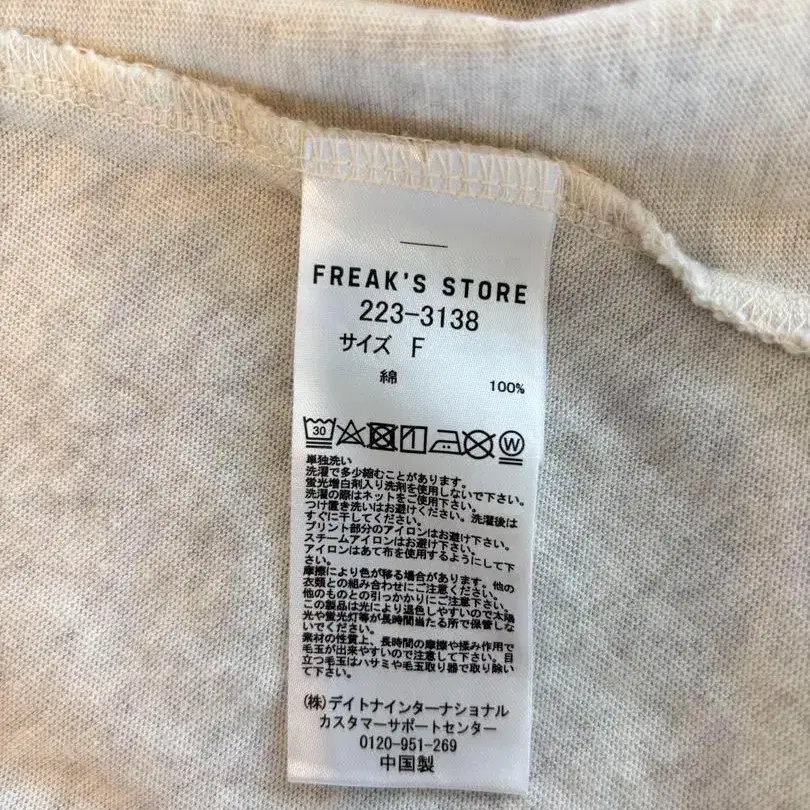 FREAK'S STORE
223-3138
サイズ F
綿 100%
30 W
単独洗い
洗濯で多少縮むことがあります。
蛍光増白剤入り洗剤を使用しないで下さい。
洗濯の際はネットをご使用下さい。
つけ置き洗いはお避けください。洗濯後は
すぐに干してください。
プリント部分のアイロンはお避け下さい。
スチームアイロンはお避け下さい。
アイロンはあて布を使用するようにして下
さい。
摩擦により色が移る場合があります。他の
衣類との組み合わせにご注意ください。
他のものとの引っかかりにご注意下さい。
この製品は光により退色しやすいので太陽
光や蛍光灯等が長時間当たる所で保管しな
いでください。
素材の性質上、長時間の摩擦や揉み作用で
毛玉が出来やすいので注意して下さい。目
立つ毛玉はハサミや毛玉取り器で取り除い
て下さい。
(株)デイトナインターナショナル
カスタマーサポートセンター
0120-951-269
中国製